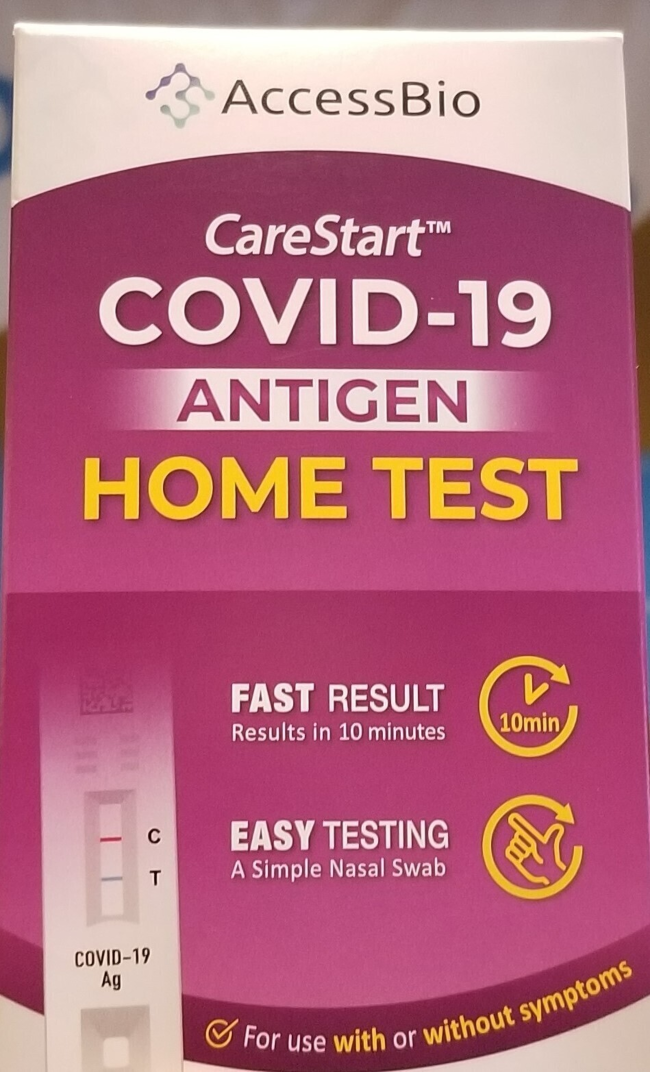 AccessBio
CareStart™
COVID-19
ANTIGEN
HOME TEST
FAST RESULT
Results in 10 minutes
10min
EASY TESTING
A Simple Nasal Swab
C
T
COVID-19
Ag
For use with or without symptoms